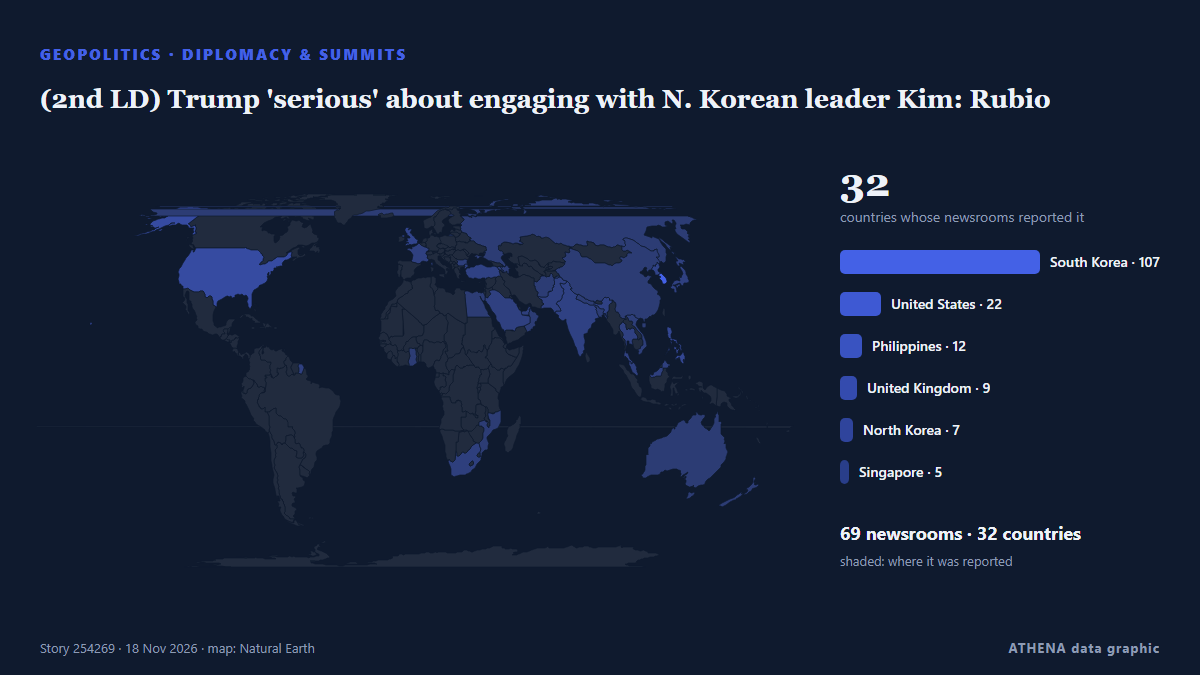 GEOPOLITICS · DIPLOMACY & SUMMITS
(2nd LD) Trump 'serious' about engaging with N. Korean leader Kim: Rubio
32
countries whose newsrooms reported it
South Korea · 107
United States · 22
Philippines · 12
United Kingdom · 9
North Korea · 7
Singapore · 5
69 newsrooms · 32 countries
shaded: where it was reported
Story 254269 · 18 Nov 2026 · map: Natural Earth
ATHENA data graphic